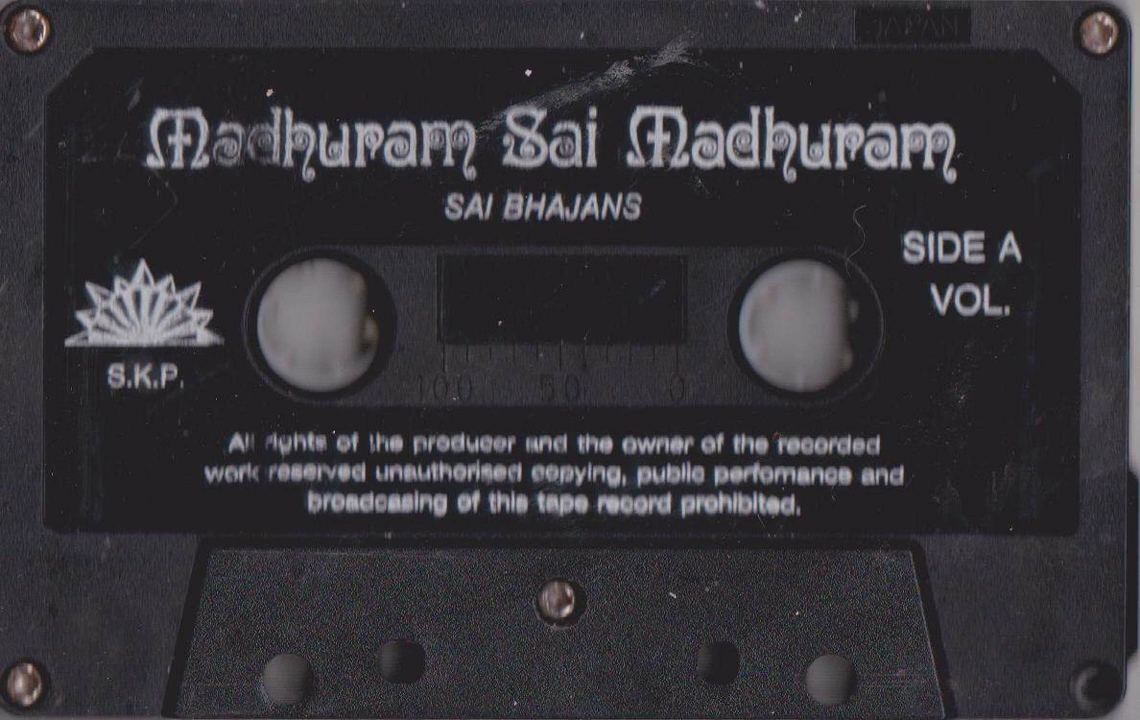 JAPAN
Madhuram Sai Madhuram
SAI BHAJANS
SIDE A
VOL.
S.K.P.
100 50 0
All rights of the producer and the owner of the recorded
work reserved unauthorised copying, public perfomance and
broadcasing of this tape record prohibited.